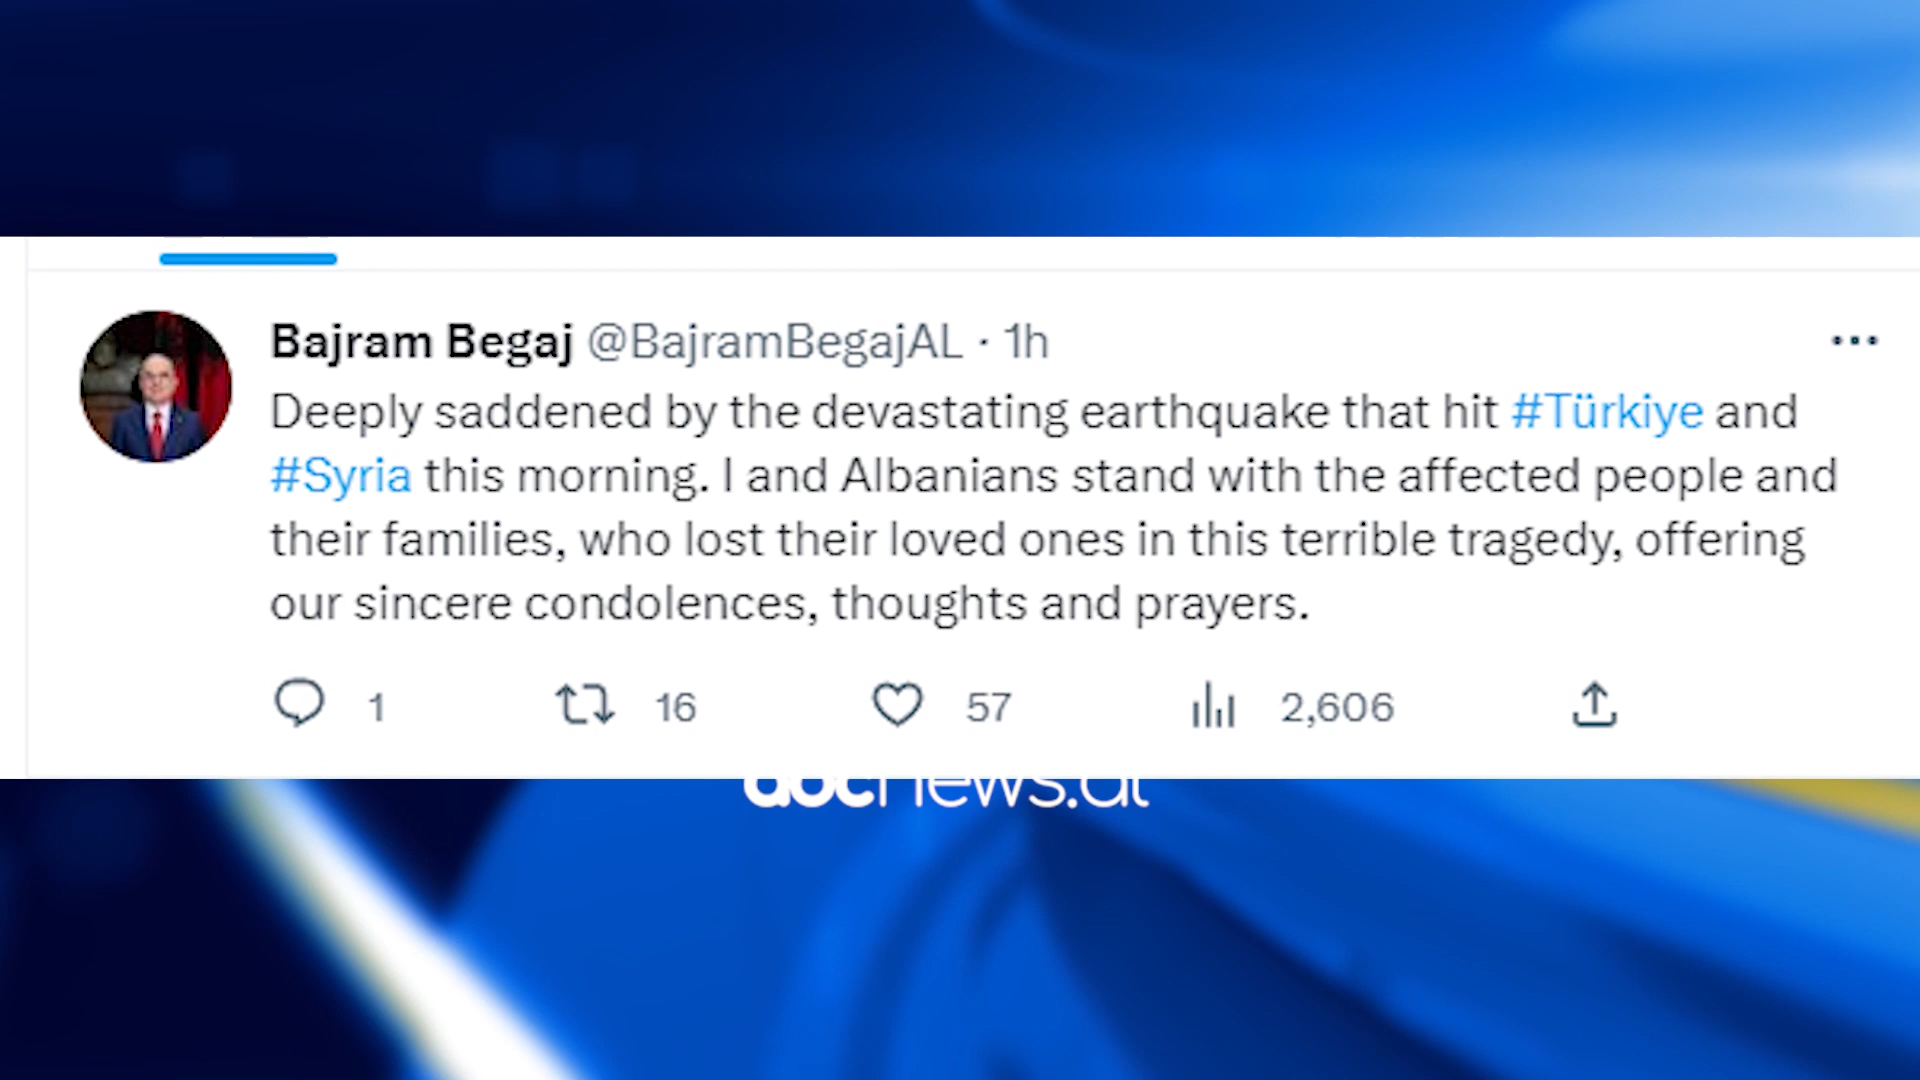 Bajram Begaj @BajramBegajAL · 1h
Deeply saddened by the devastating earthquake that hit #Türkiye and
#Syria this morning. I and Albanians stand with the affected people and
their families, who lost their loved ones in this terrible tragedy, offering
our sincere condolences, thoughts and prayers.
1 16 57 2,606
abcnews.al